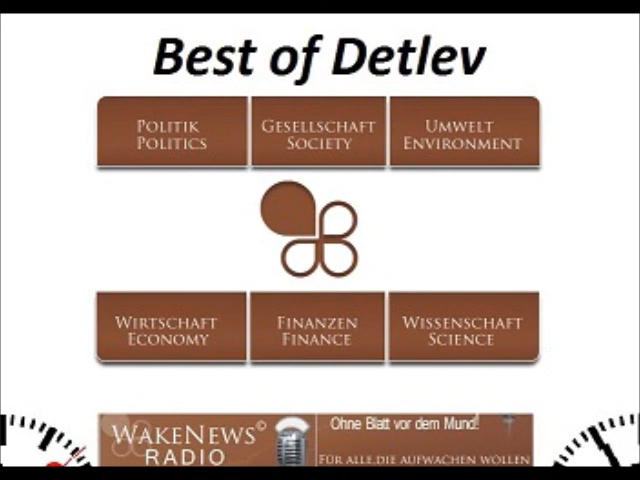 Best of Detlev
Politik
Politics
Gesellschaft
Society
Umwelt
Environment
Wirtschaft
Economy
Finanzen
Finance
Wissenschaft
Science
WakeNews©
RADIO
Ohne Blatt vor dem Mund!
Für alle,die aufwachen wollen